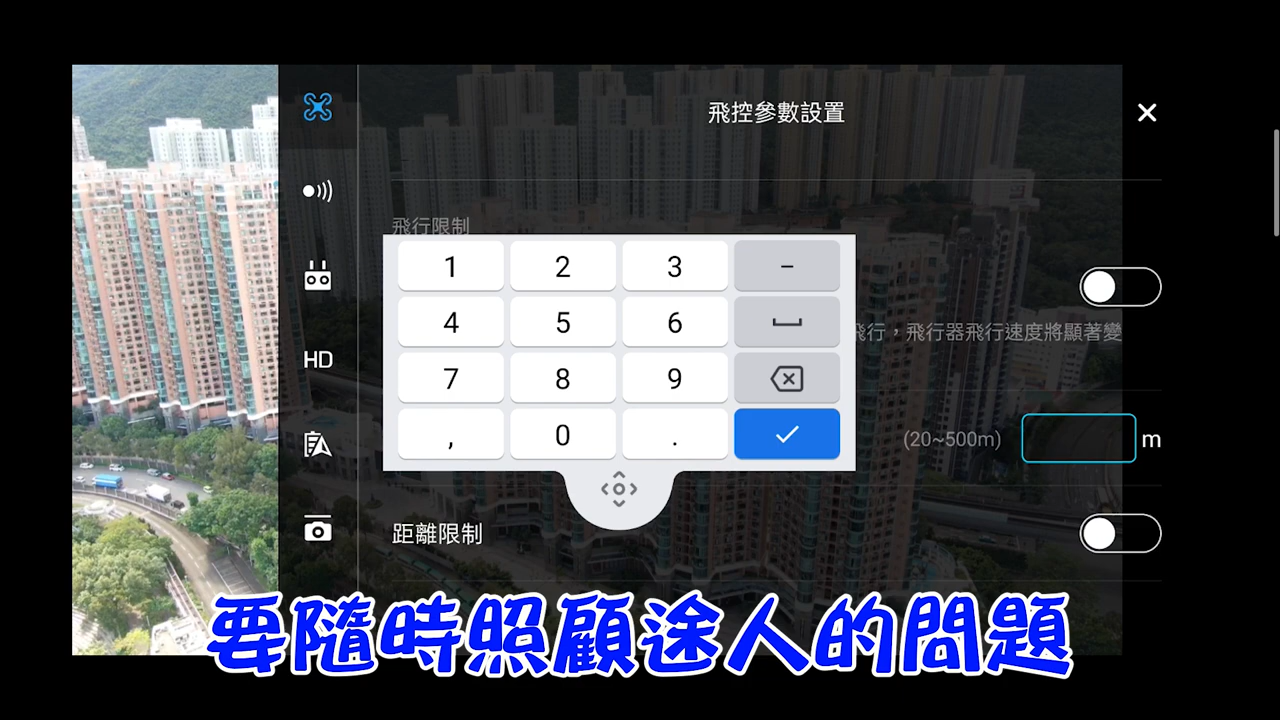 飛控參數設置
飛行限制
1 2 3 -
4 5 6
飛行，飛行器飛行速度將顯著變
HD
7 8 9
, 0 .
(20~500m) m
距離限制
要隨時照顧途人的問題